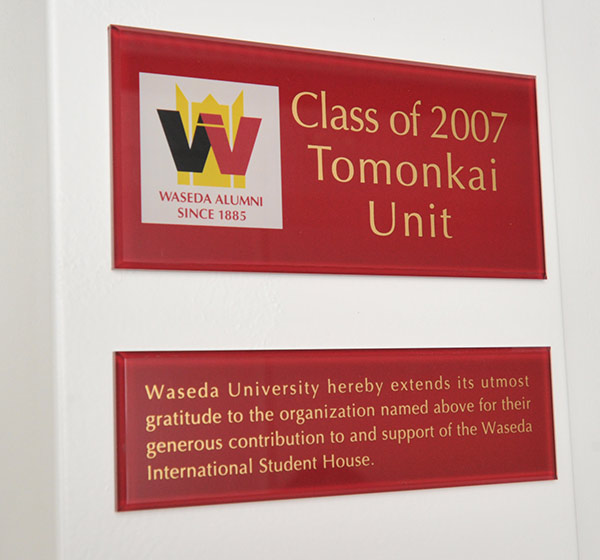 Class of 2007
Tomonkai
Unit
W
WASEDA ALUMNI
SINCE 1885
Waseda University hereby extends its utmost
gratitude to the organization named above for their
generous contribution to and support of the Waseda
International Student House.